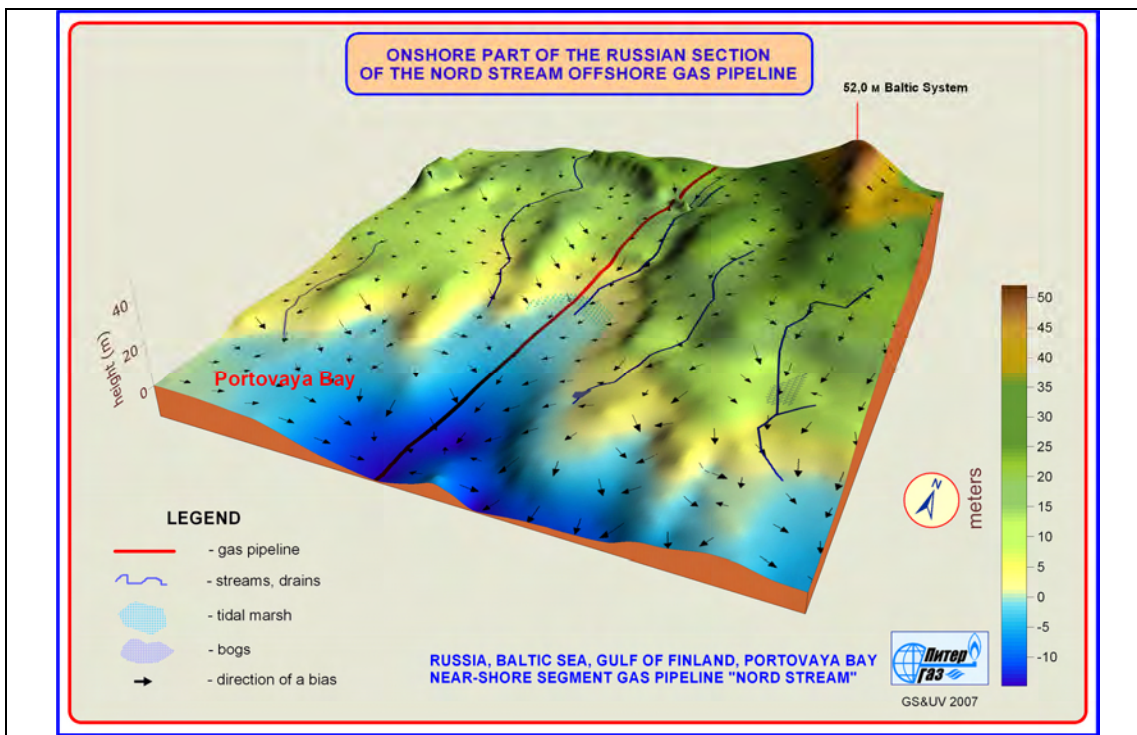 ONSHORE PART OF THE RUSSIAN SECTION
OF THE NORD STREAM OFFSHORE GAS PIPELINE
52,0 м Baltic System
40
20
0
height (m)
Portovaya Bay
50
45
40
35
30
25
20
15
10
5
0
-5
-10
meters
N
LEGEND
- gas pipeline
- streams, drains
- tidal marsh
- bogs
- direction of a bias
RUSSIA, BALTIC SEA, GULF OF FINLAND, PORTOVAYA BAY
NEAR-SHORE SEGMENT GAS PIPELINE "NORD STREAM"
Питер
газ
GS&UV 2007